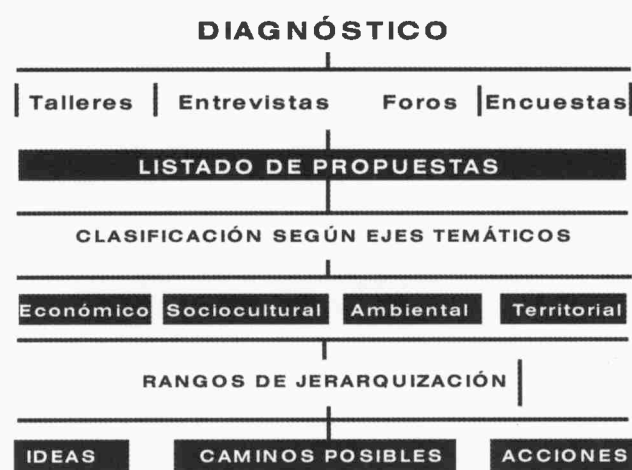 DIAGNÓSTICO
Talleres Entrevistas Foros Encuestas
LISTADO DE PROPUESTAS
CLASIFICACIÓN SEGÚN EJES TEMÁTICOS
Económico Sociocultural Ambiental Territorial
RANGOS DE JERARQUIZACIÓN
IDEAS CAMINOS POSIBLES ACCIONES